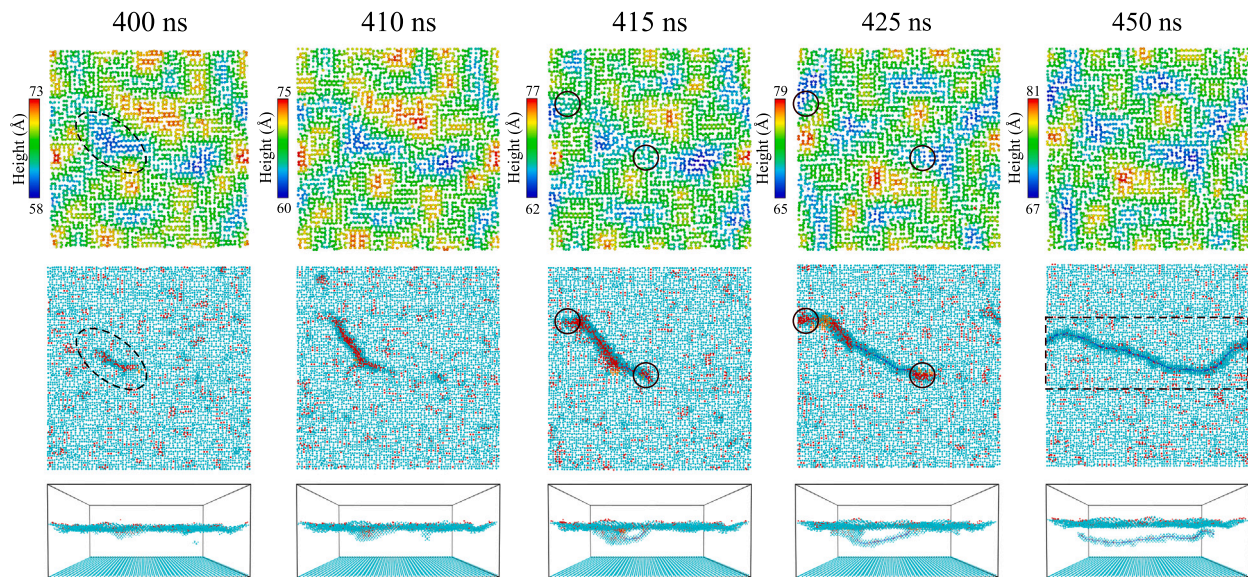 400 ns
410 ns
415 ns
425 ns
450 ns
73
Height (Å)
58
75
Height (Å)
60
77
Height (Å)
62
79
Height (Å)
65
81
Height (Å)
67